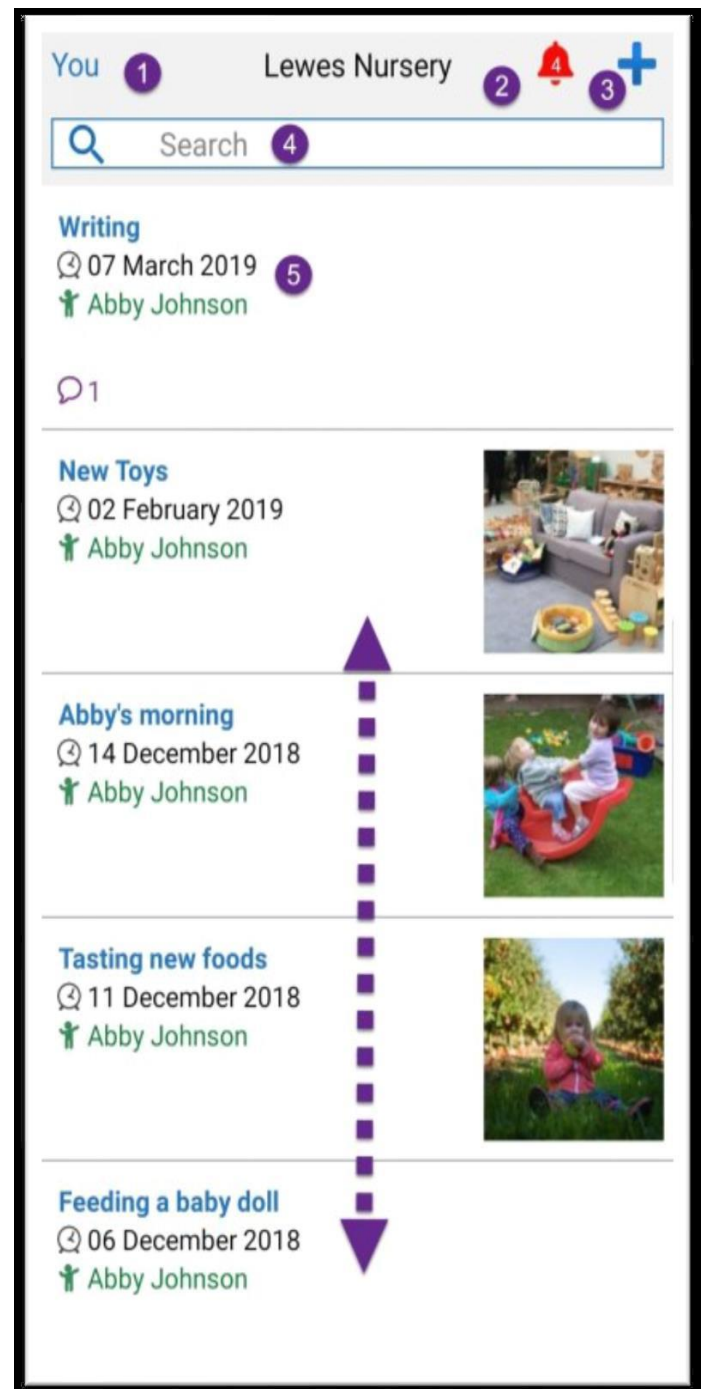 You 1 Lewes Nursery 2 4 3
Search 4
Writing
07 March 2019 5
Abby Johnson
1
New Toys
02 February 2019
Abby Johnson
Abby's morning
14 December 2018
Abby Johnson
Tasting new foods
11 December 2018
Abby Johnson
Feeding a baby doll
06 December 2018
Abby Johnson